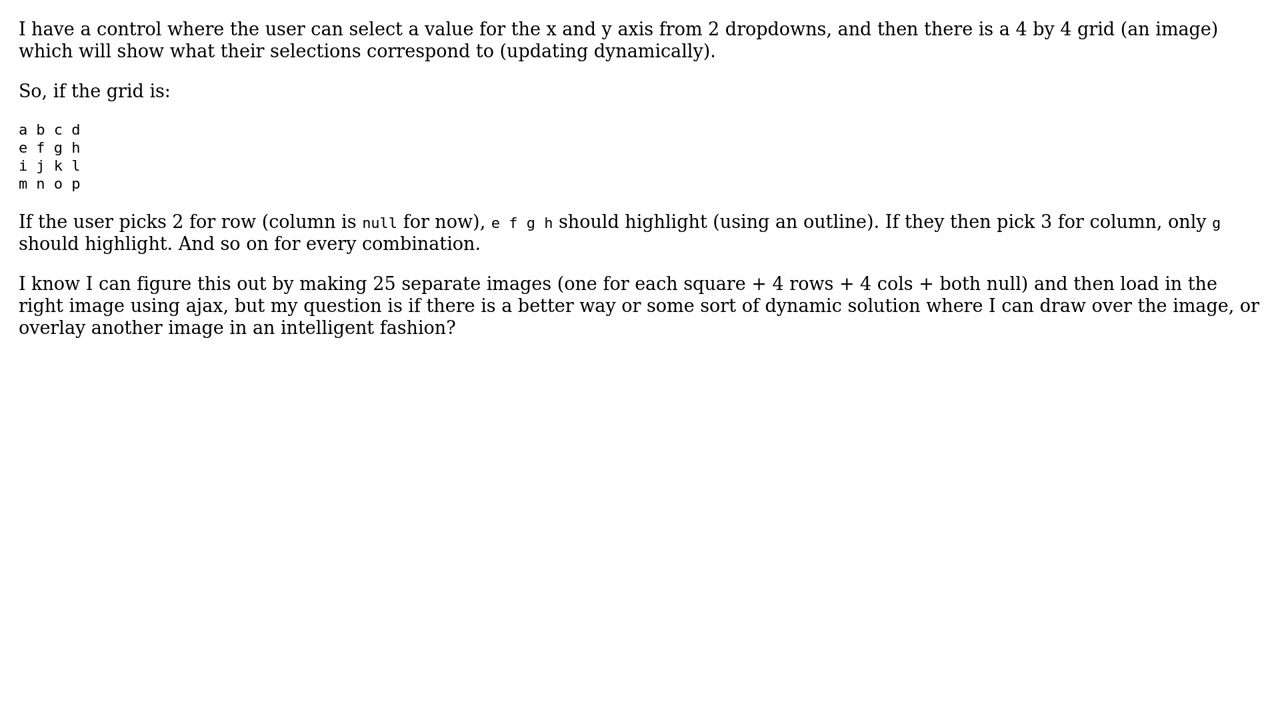 I have a control where the user can select a value for the x and y axis from 2 dropdowns, and then there is a 4 by 4 grid (an image)
which will show what their selections correspond to (updating dynamically).
So, if the grid is:
a b c d
e f g h
i j k l
m n o p
If the user picks 2 for row (column is null for now), e f g h should highlight (using an outline). If they then pick 3 for column, only g
should highlight. And so on for every combination.
I know I can figure this out by making 25 separate images (one for each square + 4 rows + 4 cols + both null) and then load in the
right image using ajax, but my question is if there is a better way or some sort of dynamic solution where I can draw over the image, or
overlay another image in an intelligent fashion?